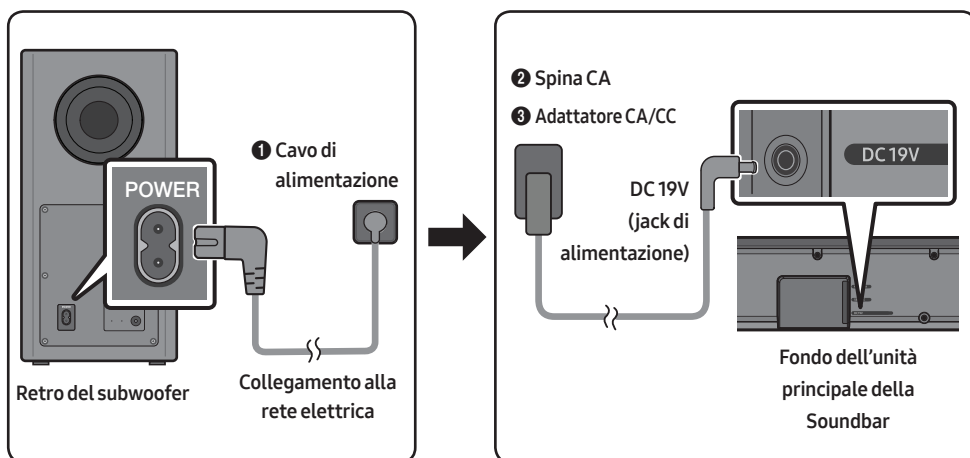 POWER
❶ Cavo di
alimentazione
Retro del subwoofer
Collegamento alla
rete elettrica
❷ Spina CA
❸ Adattatore CA/CC
DC 19V
(jack di
alimentazione)
DC 19V
Fondo dell'unità
principale della
Soundbar